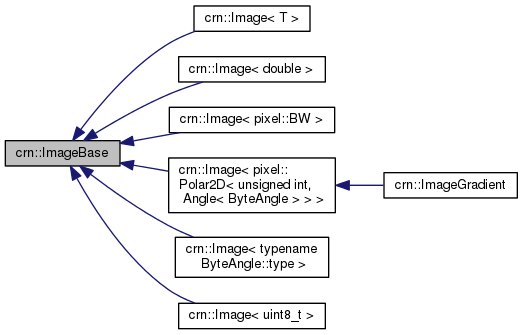 crn::Image< T >
crn::Image< double >
crn::Image< pixel::BW >
crn::ImageBase
crn::Image< pixel::
Polar2D< unsigned int,
Angle< ByteAngle > > >
crn::ImageGradient
crn::Image< typename
ByteAngle::type >
crn::Image< uint8_t >